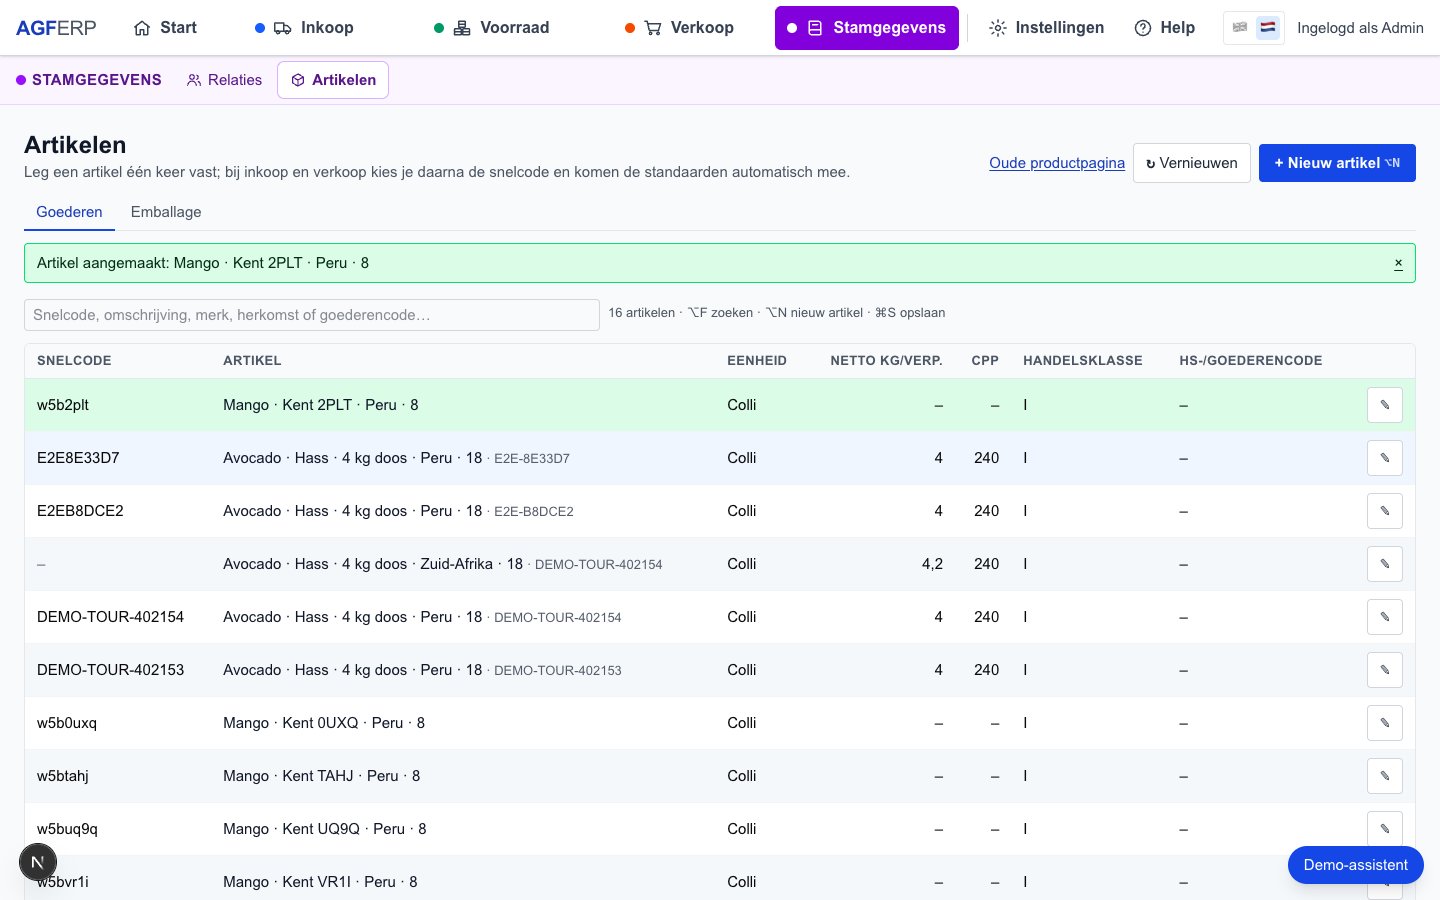 AGFERP Start Inkoop Voorraad Verkoop Stamgegevens Instellingen Help Ingelogd als Admin
STAMGEGEVENS Relaties Artikelen
Artikelen
Leg een artikel één keer vast; bij inkoop en verkoop kies je daarna de snelcode en komen de standaarden automatisch mee.
Oude productpagina ↻ Vernieuwen + Nieuw artikel ⌥N
Goederen Emballage
Artikel aangemaakt: Mango · Kent 2PLT · Peru · 8 ×
Snelcode, omschrijving, merk, herkomst of goederencode… 16 artikelen · ⌥F zoeken · ⌥N nieuw artikel · ⌘S opslaan
SNELCODE ARTIKEL EENHEID NETTO KG/VERP. CPP HANDELSKLASSE HS-/GOEDERENCODE
w5b2plt Mango · Kent 2PLT · Peru · 8 Colli – – I –
E2E8E33D7 Avocado · Hass · 4 kg doos · Peru · 18 · E2E-8E33D7 Colli 4 240 I –
E2EB8DCE2 Avocado · Hass · 4 kg doos · Peru · 18 · E2E-B8DCE2 Colli 4 240 I –
– Avocado · Hass · 4 kg doos · Zuid-Afrika · 18 · DEMO-TOUR-402154 Colli 4,2 240 I –
DEMO-TOUR-402154 Avocado · Hass · 4 kg doos · Peru · 18 · DEMO-TOUR-402154 Colli 4 240 I –
DEMO-TOUR-402153 Avocado · Hass · 4 kg doos · Peru · 18 · DEMO-TOUR-402153 Colli 4 240 I –
w5b0uxq Mango · Kent 0UXQ · Peru · 8 Colli – – I –
w5btahj Mango · Kent TAHJ · Peru · 8 Colli – – I –
w5buq9q Mango · Kent UQ9Q · Peru · 8 Colli – – I –
w5bvr1i Mango · Kent VR1I · Peru · 8 Colli – – I –
N
Demo-assistent